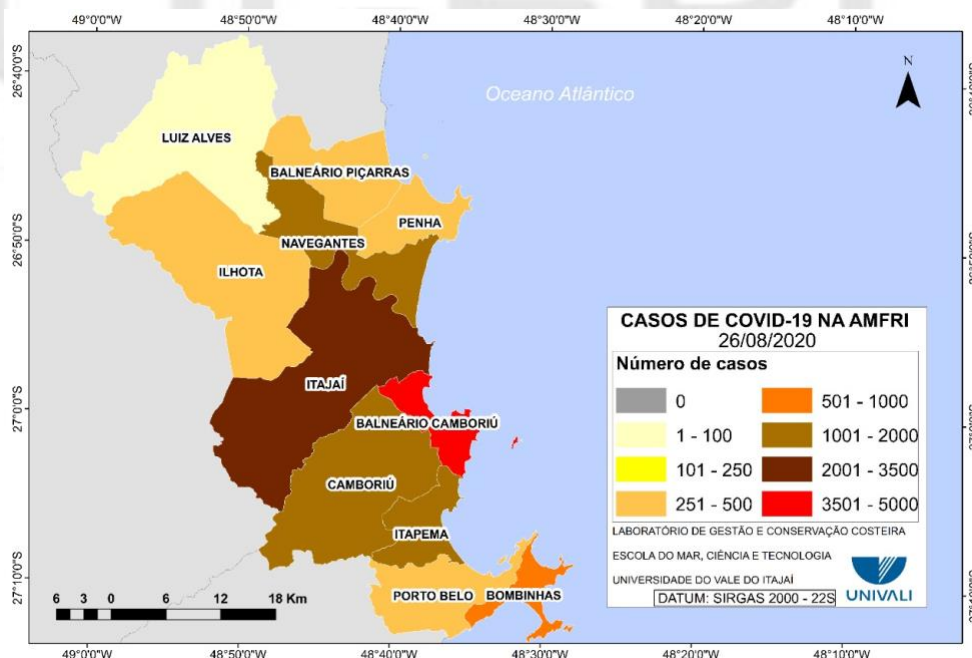 49°0'0"W 48°50'0"W 48°40'0"W 48°30'0"W 48°20'0"W 48°10'0"W
26°40'0"S
26°50'0"S
27°0'0"S
27°10'0"S
N
Oceano Atlântico
LUIZ ALVES
BALNEÁRIO PIÇARRAS
PENHA
NAVEGANTES
ILHOTA
ITAJAÍ
BALNEÁRIO CAMBORIÚ
CAMBORIÚ
ITAPEMA
PORTO BELO
BOMBINHAS
CASOS DE COVID-19 NA AMFRI
26/08/2020
Número de casos
0
1 - 100
101 - 250
251 - 500
501 - 1000
1001 - 2000
2001 - 3500
3501 - 5000
LABORATÓRIO DE GESTÃO E CONSERVAÇÃO COSTEIRA
ESCOLA DO MAR, CIÊNCIA E TECNOLOGIA
UNIVERSIDADE DO VALE DO ITAJAÍ
DATUM: SIRGAS 2000 - 22S
UNIVALI
6 3 0 6 12 18 Km
49°0'0"W 48°50'0"W 48°40'0"W 48°30'0"W 48°20'0"W 48°10'0"W